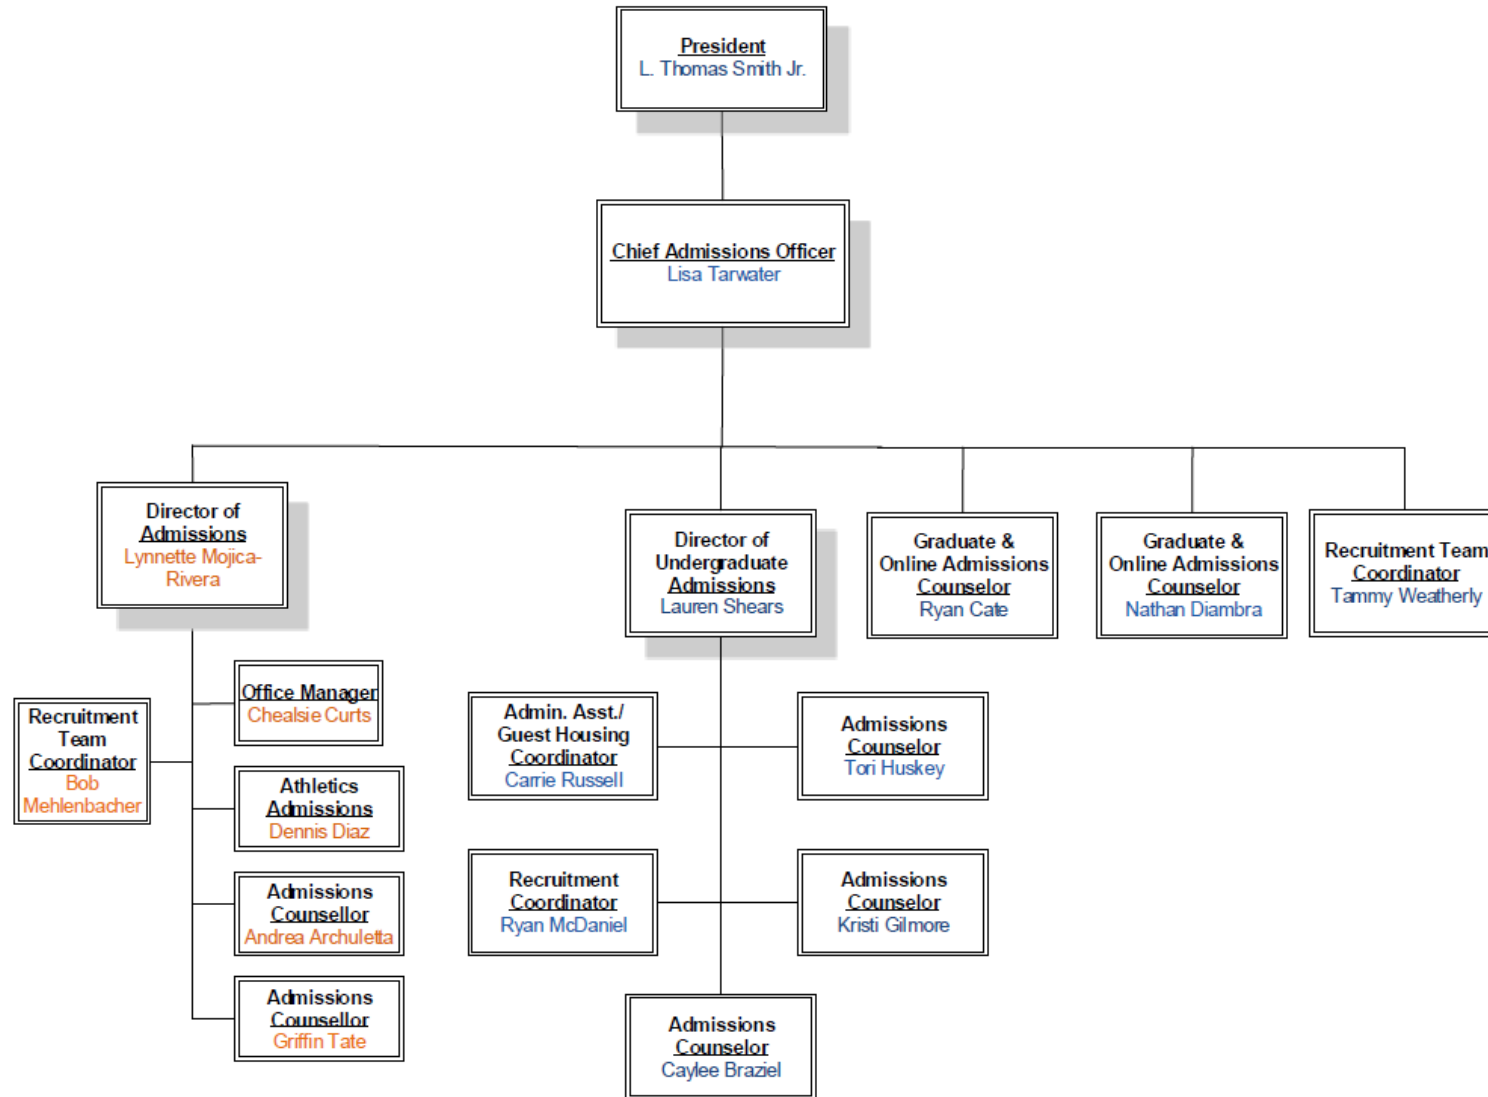 President
L. Thomas Smith Jr.
Chief Admissions Officer
Lisa Tarwater
Director of
Admissions
Lynnette Mojica-
Rivera
Director of
Undergraduate
Admissions
Lauren Shears
Graduate &
Online Admissions
Counselor
Ryan Cate
Graduate &
Online Admissions
Counselor
Nathan Diambra
Recruitment Team
Coordinator
Tammy Weatherly
Recruitment
Team
Coordinator
Bob
Mehlenbacher
Office Manager
Chealsie Curts
Athletics
Admissions
Dennis Diaz
Admissions
Counsellor
Andrea Archuletta
Admissions
Counsellor
Griffin Tate
Admin. Asst./
Guest Housing
Coordinator
Carrie Russell
Admissions
Counselor
Tori Huskey
Recruitment
Coordinator
Ryan McDaniel
Admissions
Counselor
Kristi Gilmore
Admissions
Counselor
Caylee Braziel